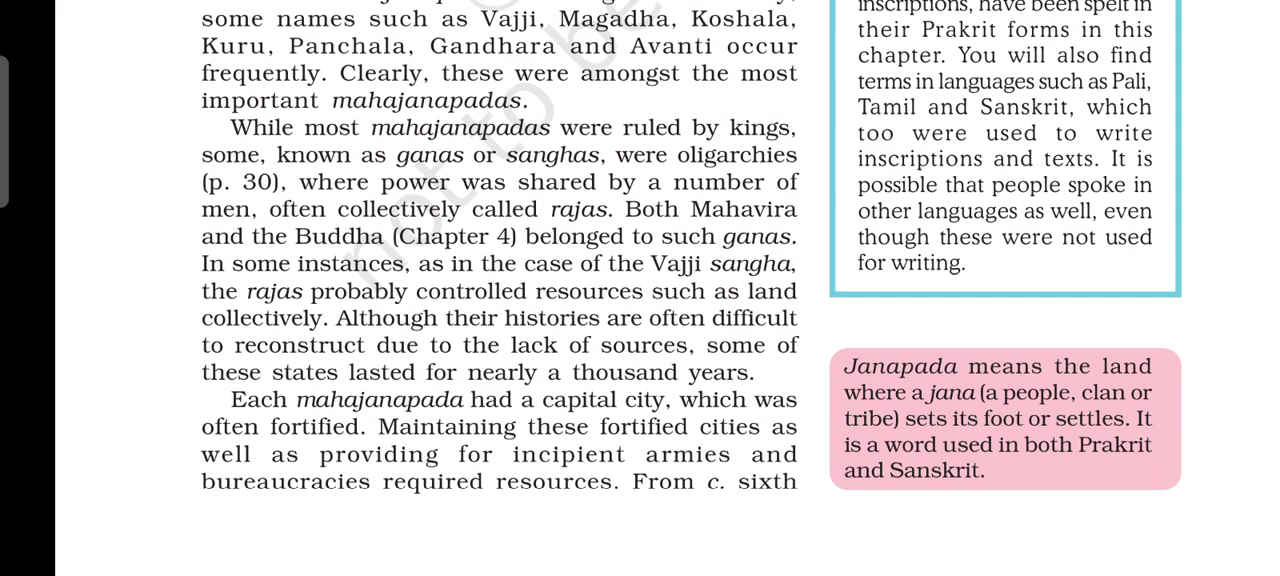 some names such as Vajji, Magadha, Koshala,
Kuru, Panchala, Gandhara and Avanti occur
frequently. Clearly, these were amongst the most
important mahajanapadas.
While most mahajanapadas were ruled by kings,
some, known as ganas or sanghas, were oligarchies
(p. 30), where power was shared by a number of
men, often collectively called rajas. Both Mahavira
and the Buddha (Chapter 4) belonged to such ganas.
In some instances, as in the case of the Vajji sangha,
the rajas probably controlled resources such as land
collectively. Although their histories are often difficult
to reconstruct due to the lack of sources, some of
these states lasted for nearly a thousand years.
Each mahajanapada had a capital city, which was
often fortified. Maintaining these fortified cities as
well as providing for incipient armies and
bureaucracies required resources. From c. sixth
inscriptions, have been spelt in
their Prakrit forms in this
chapter. You will also find
terms in languages such as Pali,
Tamil and Sanskrit, which
too were used to write
inscriptions and texts. It is
possible that people spoke in
other languages as well, even
though these were not used
for writing.
Janapada means the land
where a jana (a people, clan or
tribe) sets its foot or settles. It
is a word used in both Prakrit
and Sanskrit.
not to be